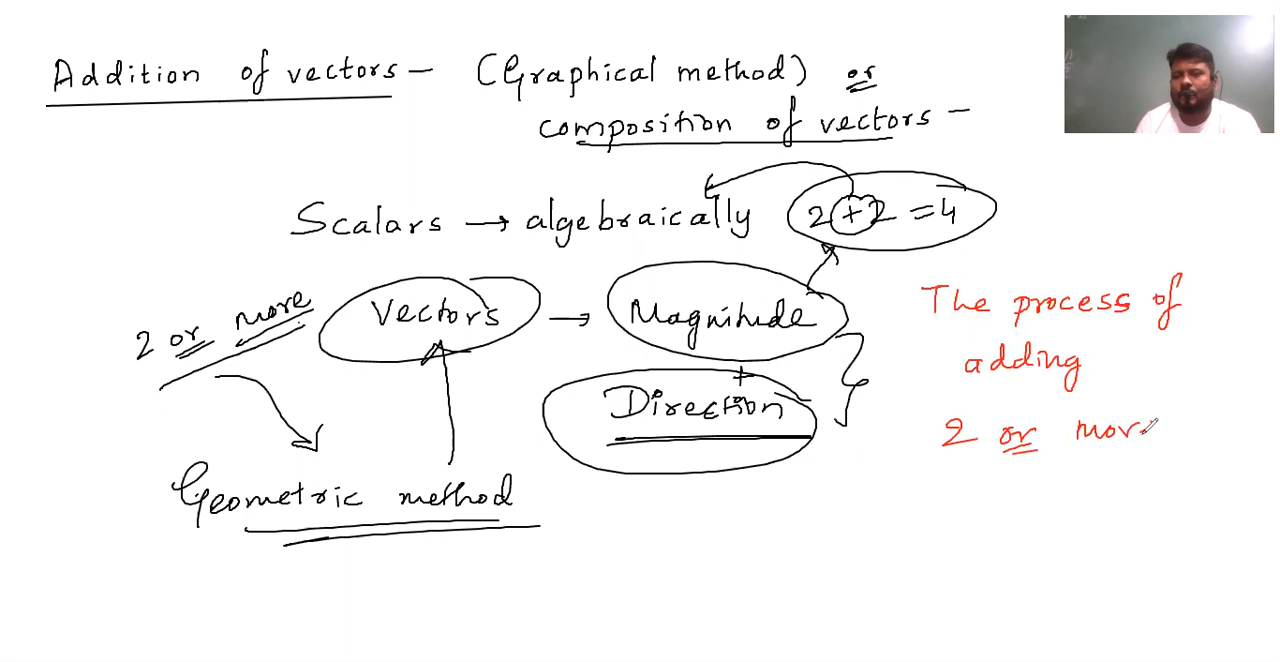 Addition of vectors — (Graphical method) or
composition of vectors —
Scalars → algebraically 2 + 2 = 4
2 or more Vectors → Magnitude
+
Direction
Geometric method
The process of
adding
2 or mor